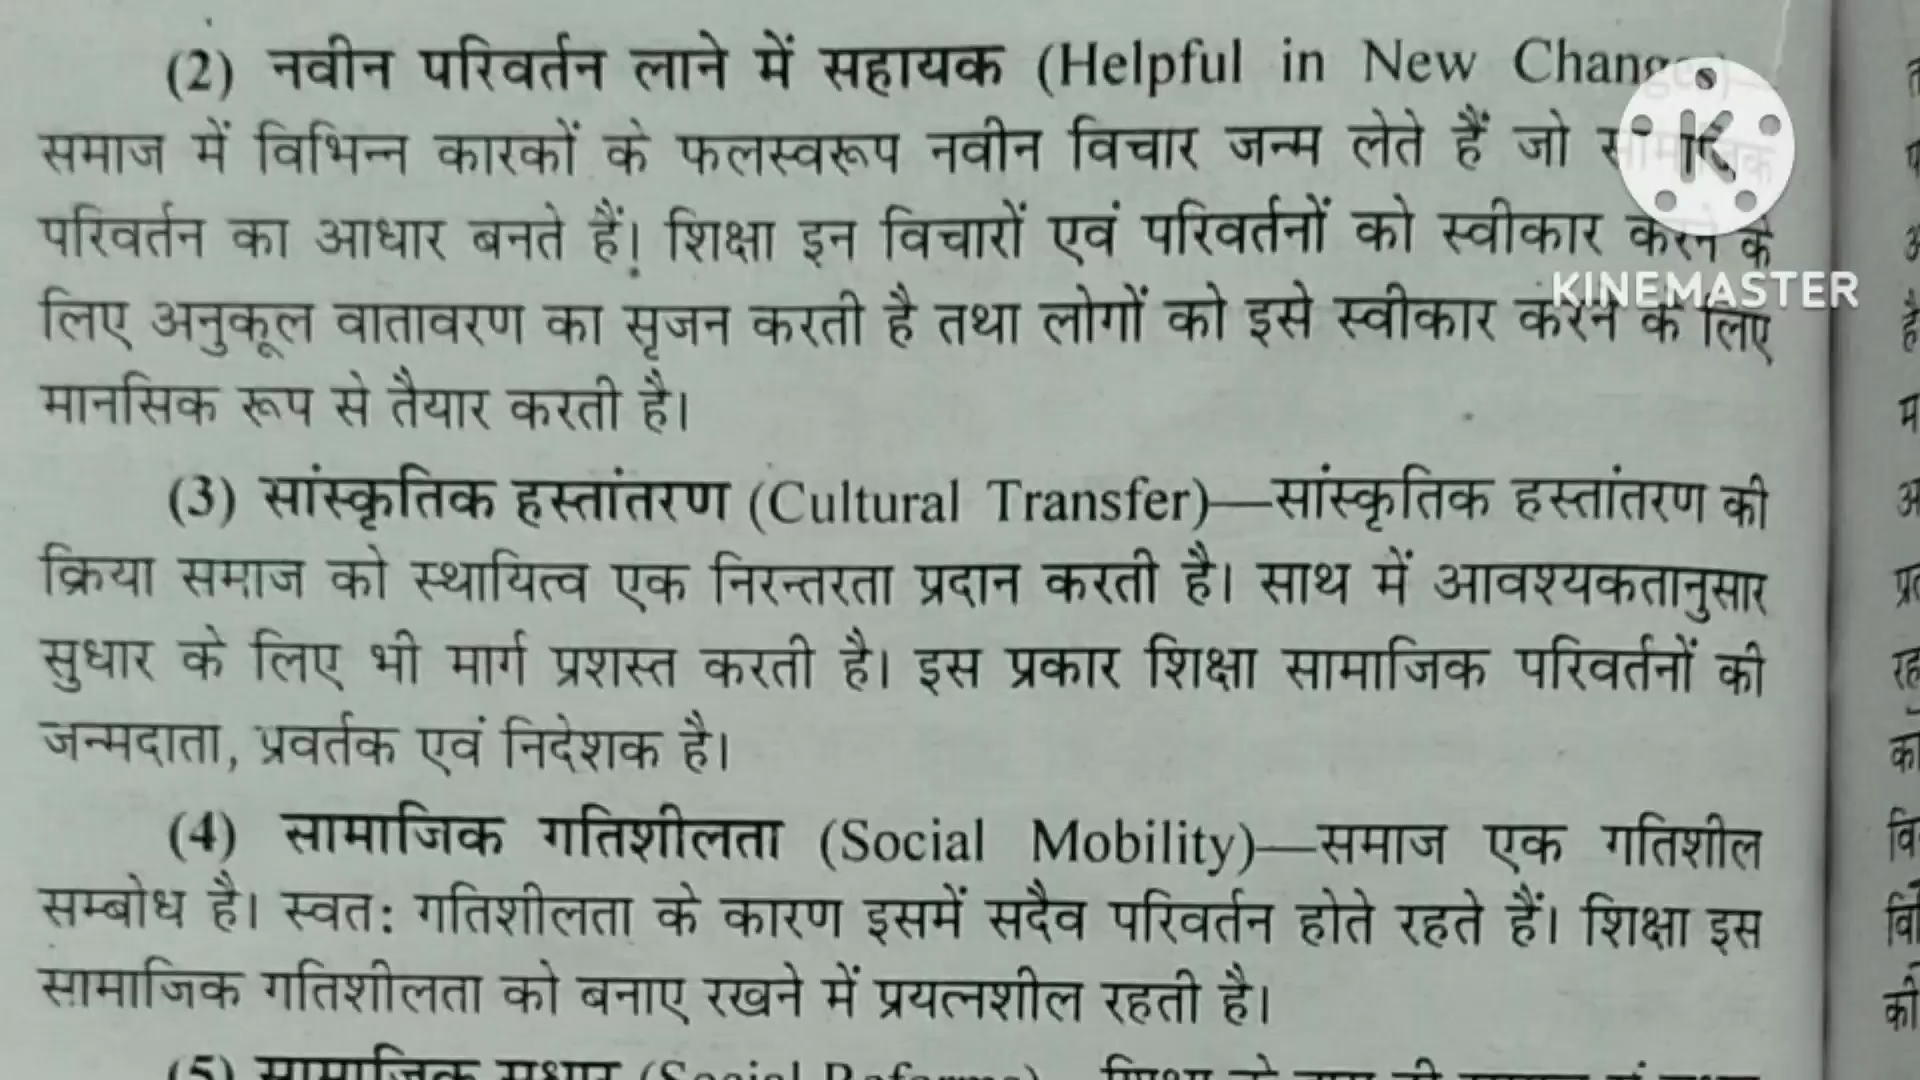 (2) नवीन परिवर्तन लाने में सहायक (Helpful in New Changes)—
समाज में विभिन्न कारकों के फलस्वरूप नवीन विचार जन्म लेते हैं जो सामाजिक
परिवर्तन का आधार बनते हैं। शिक्षा इन विचारों एवं परिवर्तनों को स्वीकार करने के
लिए अनुकूल वातावरण का सृजन करती है तथा लोगों को इसे स्वीकार करने के लिए
मानसिक रूप से तैयार करती है।
(3) सांस्कृतिक हस्तांतरण (Cultural Transfer)—सांस्कृतिक हस्तांतरण की
क्रिया समाज को स्थायित्व एक निरन्तरता प्रदान करती है। साथ में आवश्यकतानुसार
सुधार के लिए भी मार्ग प्रशस्त करती है। इस प्रकार शिक्षा सामाजिक परिवर्तनों की
जन्मदाता, प्रवर्तक एवं निदेशक है।
(4) सामाजिक गतिशीलता (Social Mobility)—समाज एक गतिशील
सम्बोध है। स्वत: गतिशीलता के कारण इसमें सदैव परिवर्तन होते रहते हैं। शिक्षा इस
सामाजिक गतिशीलता को बनाए रखने में प्रयत्नशील रहती है।
(5) सामाजिक सुधार (Social Reforms)—
K
KINEMASTER